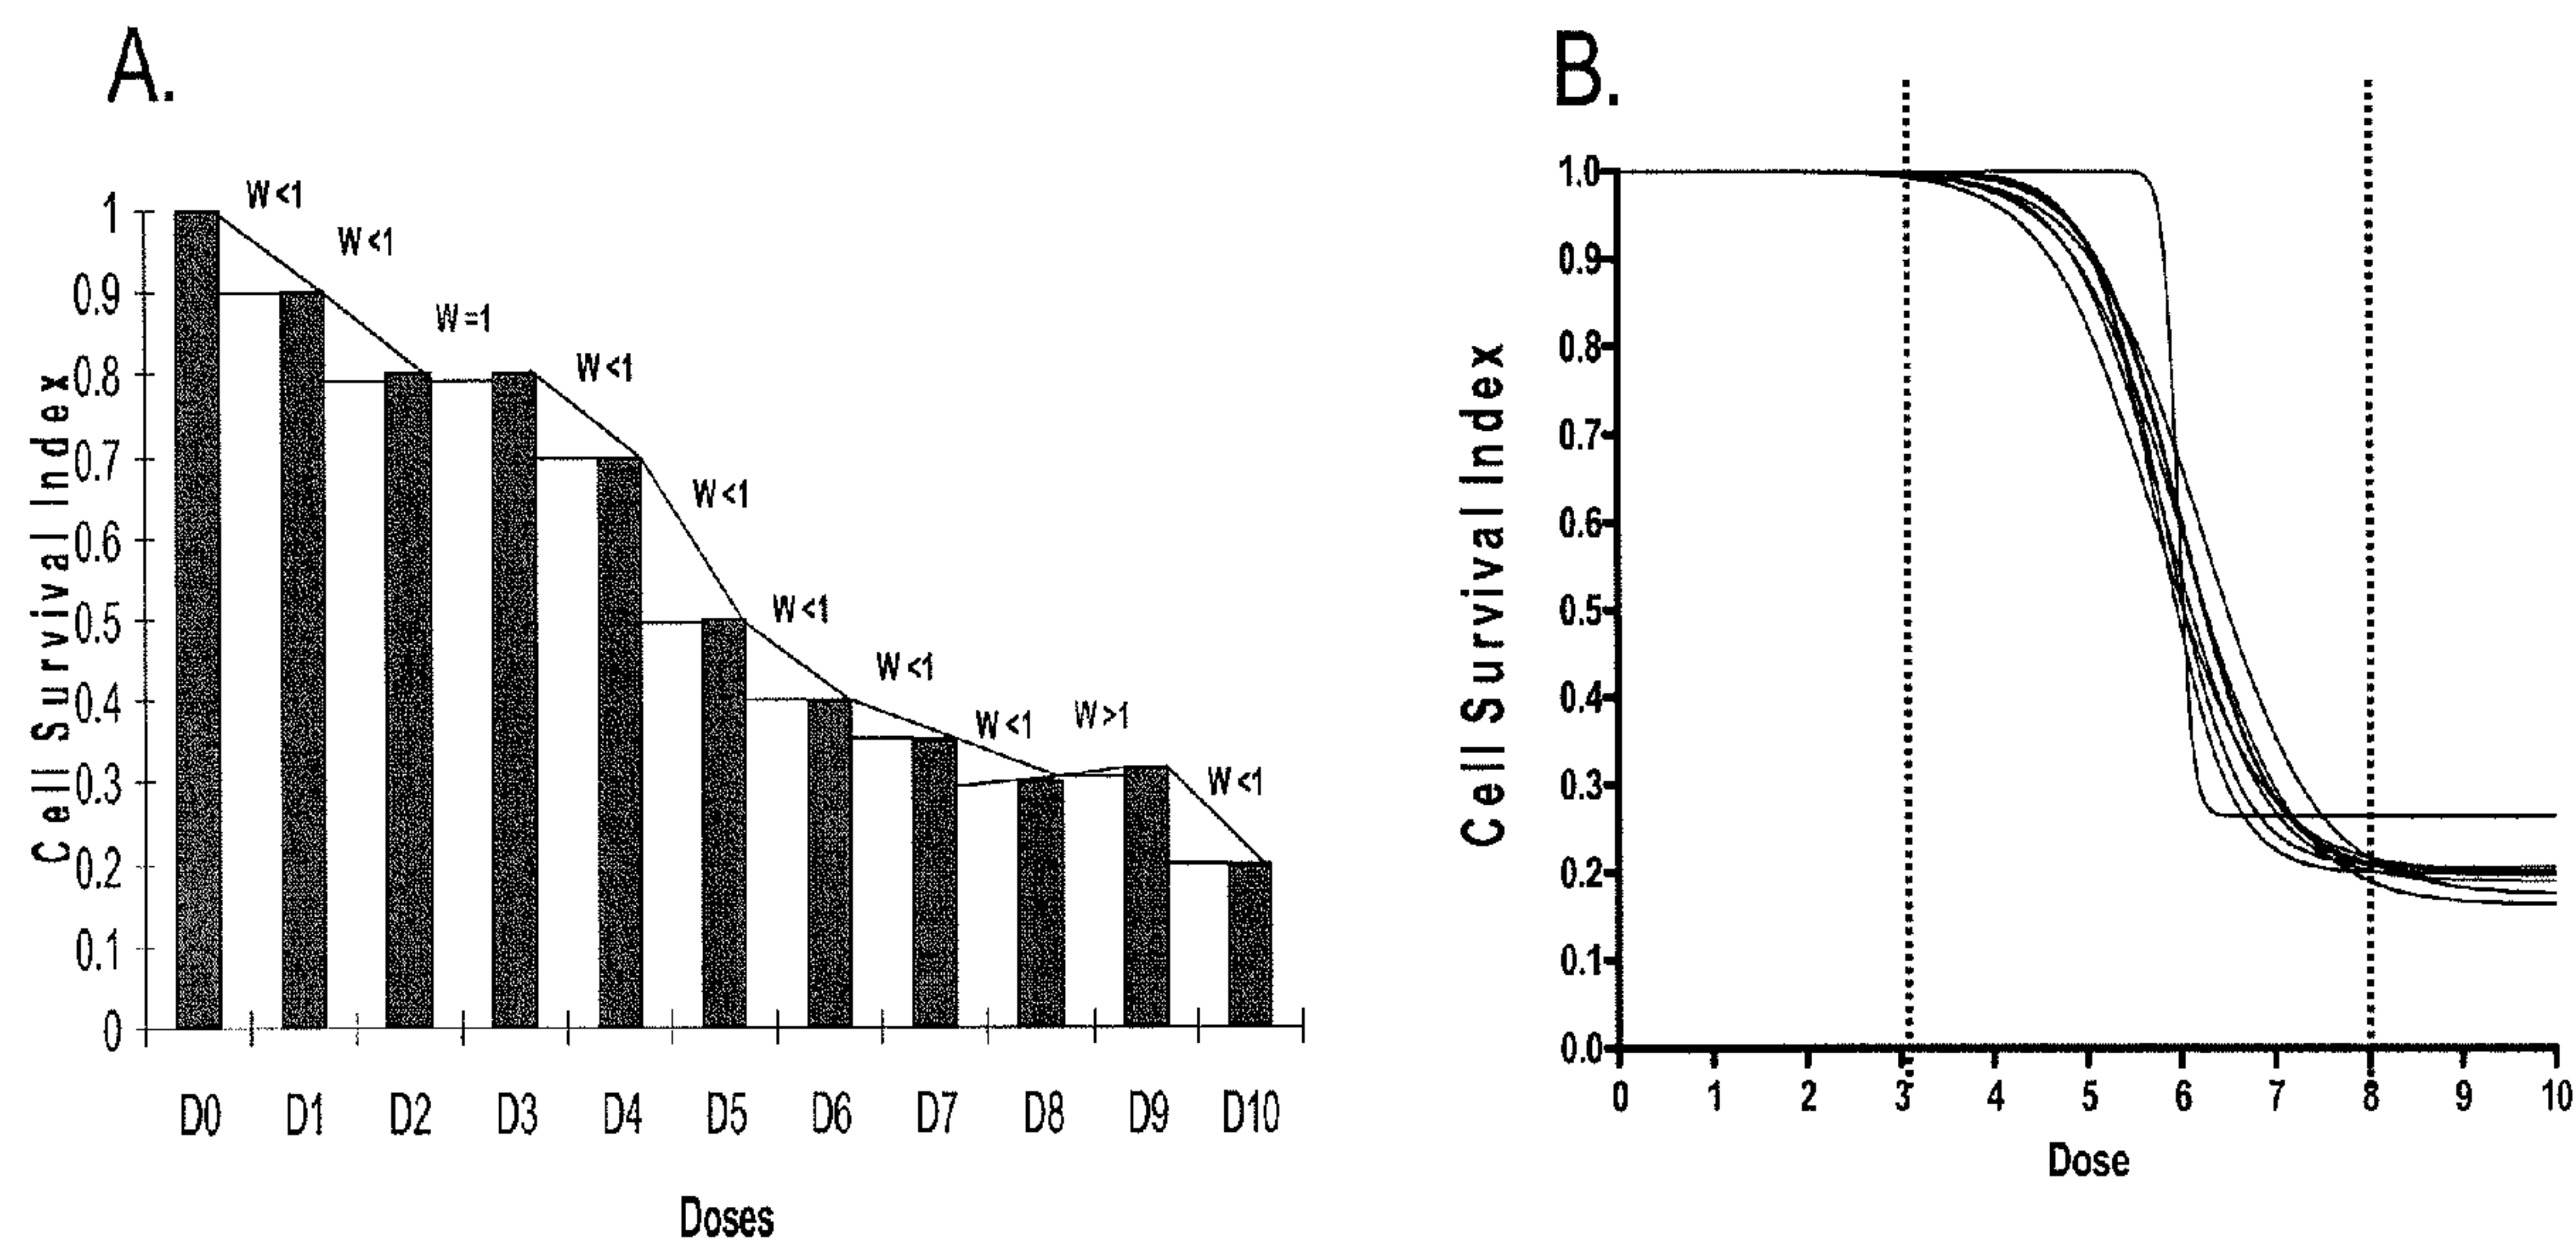 A.
Cell Survival Index
1
0.9
0.8
0.7
0.6
0.5
0.4
0.3
0.2
0.1
0
W<1
W<1
W=1
W<1
W<1
W<1
W<1
W<1
W>1
W<1
D0 D1 D2 D3 D4 D5 D6 D7 D8 D9 D10
Doses
B.
Cell Survival Index
1.0
0.9
0.8
0.7
0.6
0.5
0.4
0.3
0.2
0.1
0.0
0 1 2 3 4 5 6 7 8 9 10
Dose